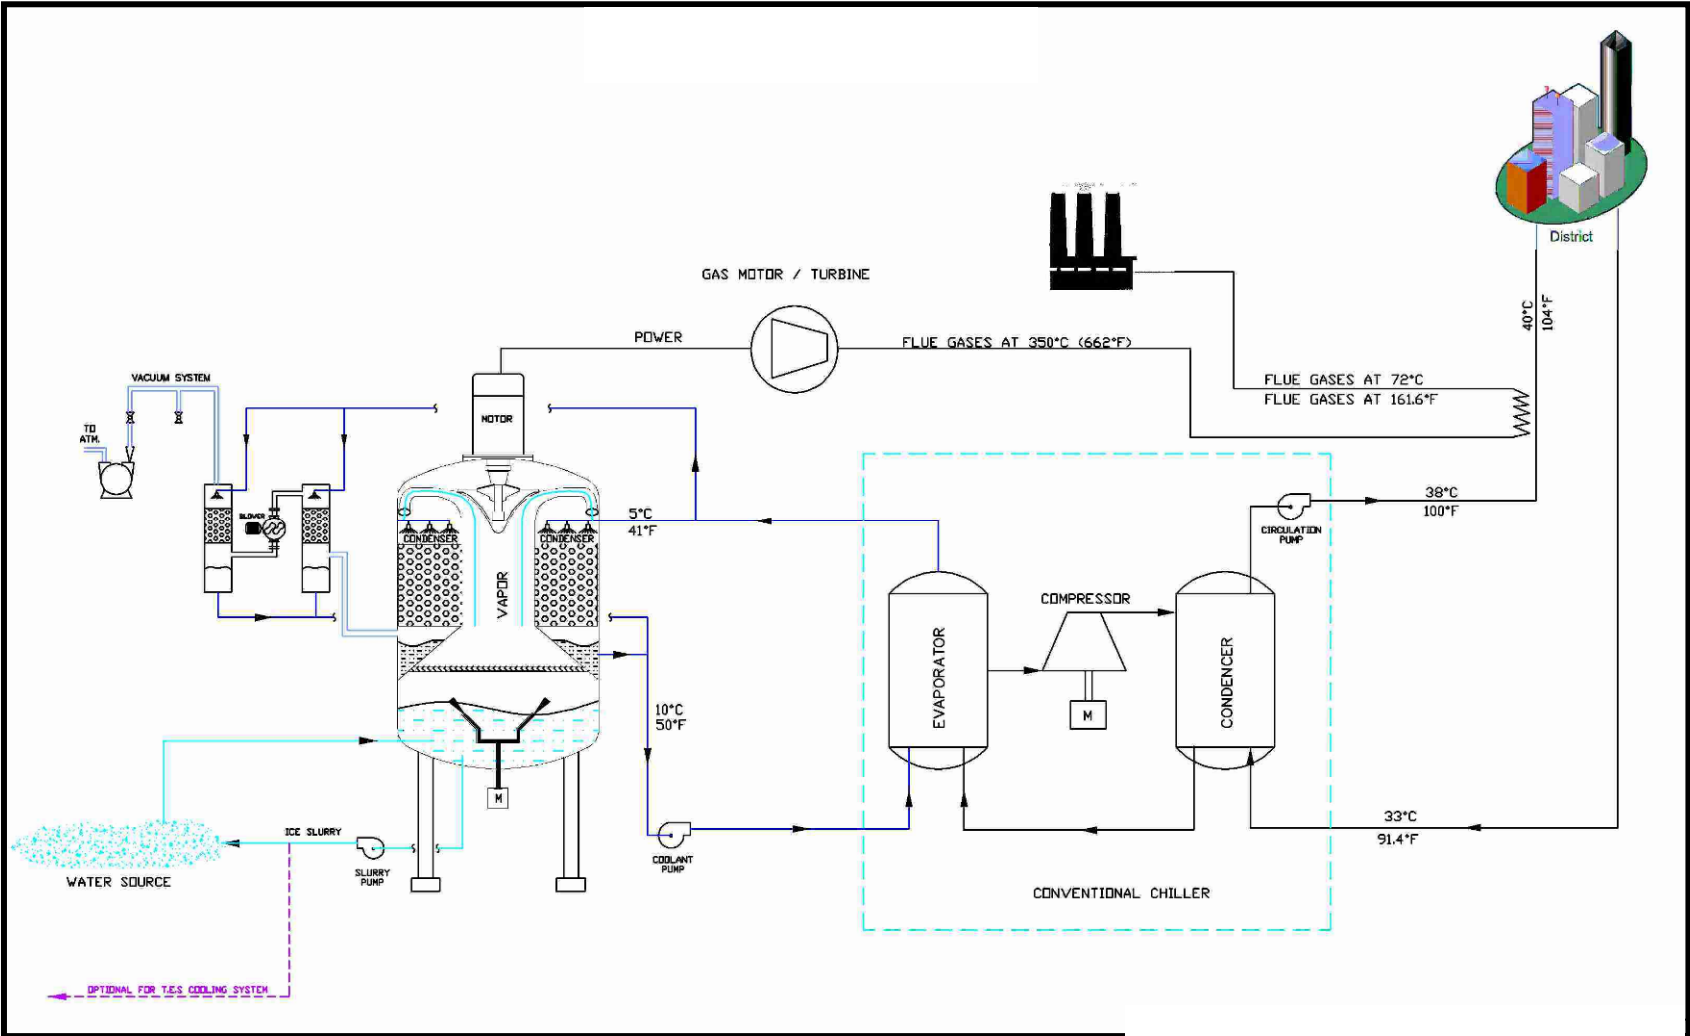 District
GAS MOTOR / TURBINE
40°C
104°F
POWER
FLUE GASES AT 350°C (662°F)
FLUE GASES AT 72°C
FLUE GASES AT 161.6°F
VACUUM SYSTEM
MOTOR
TO
ATM.
38°C
100°F
CIRCULATION
PUMP
BLOWER
5°C
41°F
CONDENSER
CONDENSER
VAPOR
COMPRESSOR
EVAPORATOR
CONDENCER
M
10°C
50°F
M
33°C
91.4°F
ICE SLURRY
SLURRY
PUMP
COOLANT
PUMP
WATER SOURCE
CONVENTIONAL CHILLER
OPTIONAL FOR T.E.S COOLING SYSTEM